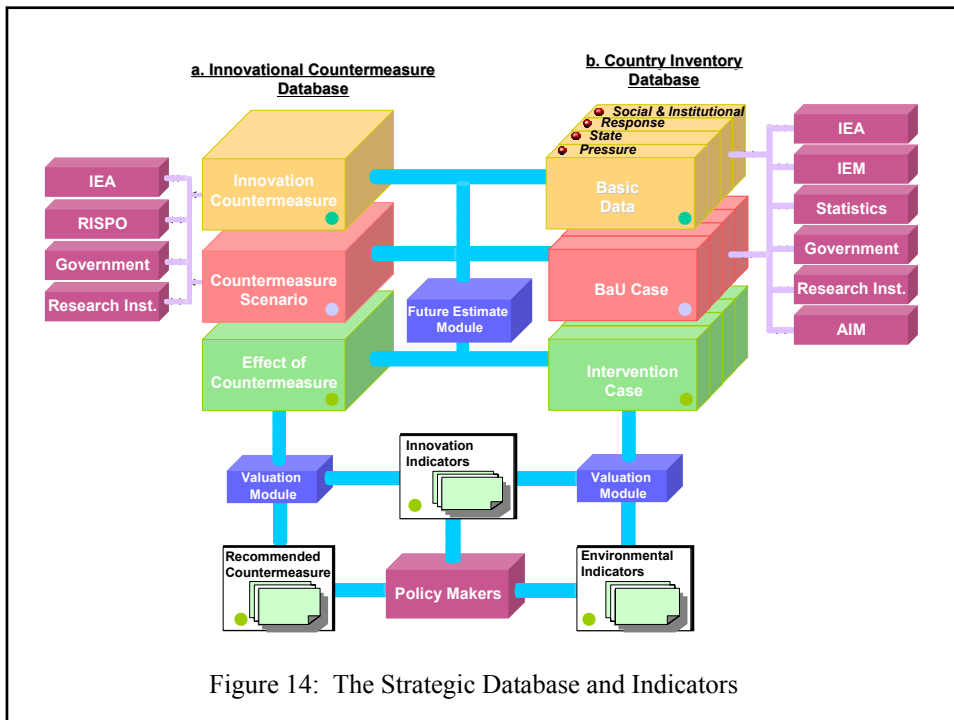 a. Innovational Countermeasure
Database
b. Country Inventory
Database
Social & Institutional
Response
State
Pressure
IEA
RISPO
Government
Research Inst.
Innovation
Countermeasure
Countermeasure
Scenario
Effect of
Countermeasure
Future Estimate
Module
Basic
Data
BaU Case
Intervention
Case
IEA
IEM
Statistics
Government
Research Inst.
AIM
Valuation
Module
Innovation
Indicators
Valuation
Module
Recommended
Countermeasure
Policy Makers
Environmental
Indicators
Figure 14: The Strategic Database and Indicators